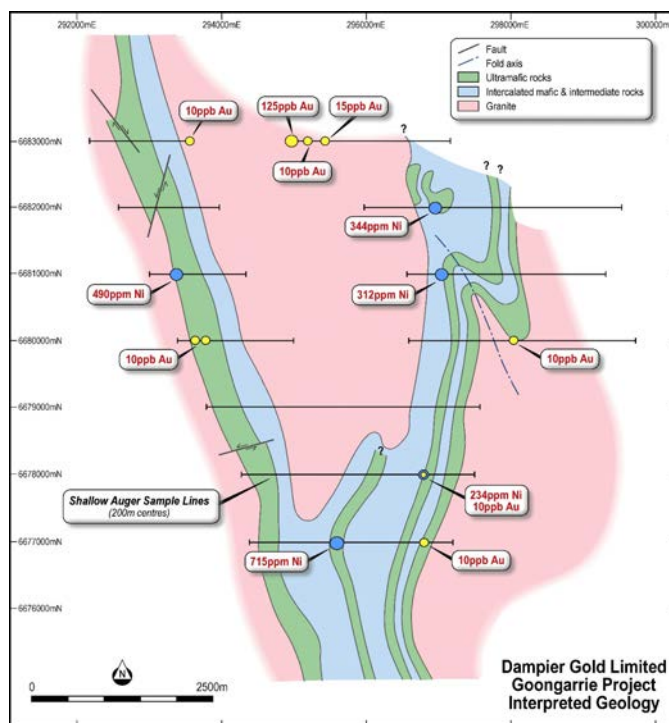 292000mE
294000mE
296000mE
298000mE
300000mE
Fault
Fold axis
Ultramafic rocks
Intercalated mafic & intermediate rocks
Granite
6683000mN
6682000mN
6681000mN
6680000mN
6679000mN
6678000mN
6677000mN
6676000mN
10ppb Au
125ppb Au
15ppb Au
10ppb Au
?
?
?
344ppm Ni
490ppm Ni
312ppm Ni
10ppb Au
10ppb Au
?
Shallow Auger Sample Lines
(200m centres)
234ppm Ni
10ppb Au
715ppm Ni
10ppb Au
N
0
2500m
Dampier Gold Limited
Goongarrie Project
Interpreted Geology